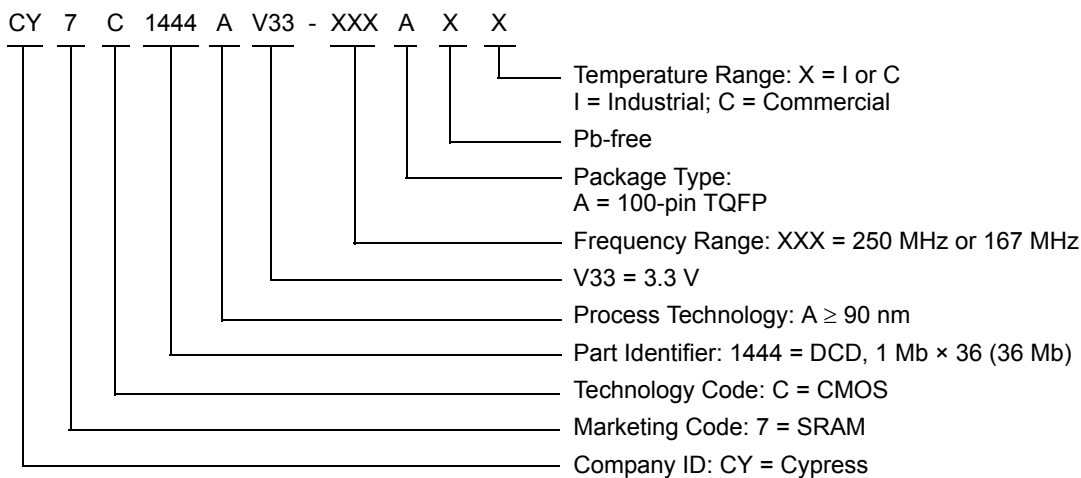 CY 7 C 1444 A V33 - XXX A X X
Temperature Range: X = I or C
I = Industrial; C = Commercial
Pb-free
Package Type:
A = 100-pin TQFP
Frequency Range: XXX = 250 MHz or 167 MHz
V33 = 3.3 V
Process Technology: A ≥ 90 nm
Part Identifier: 1444 = DCD, 1 Mb × 36 (36 Mb)
Technology Code: C = CMOS
Marketing Code: 7 = SRAM
Company ID: CY = Cypress